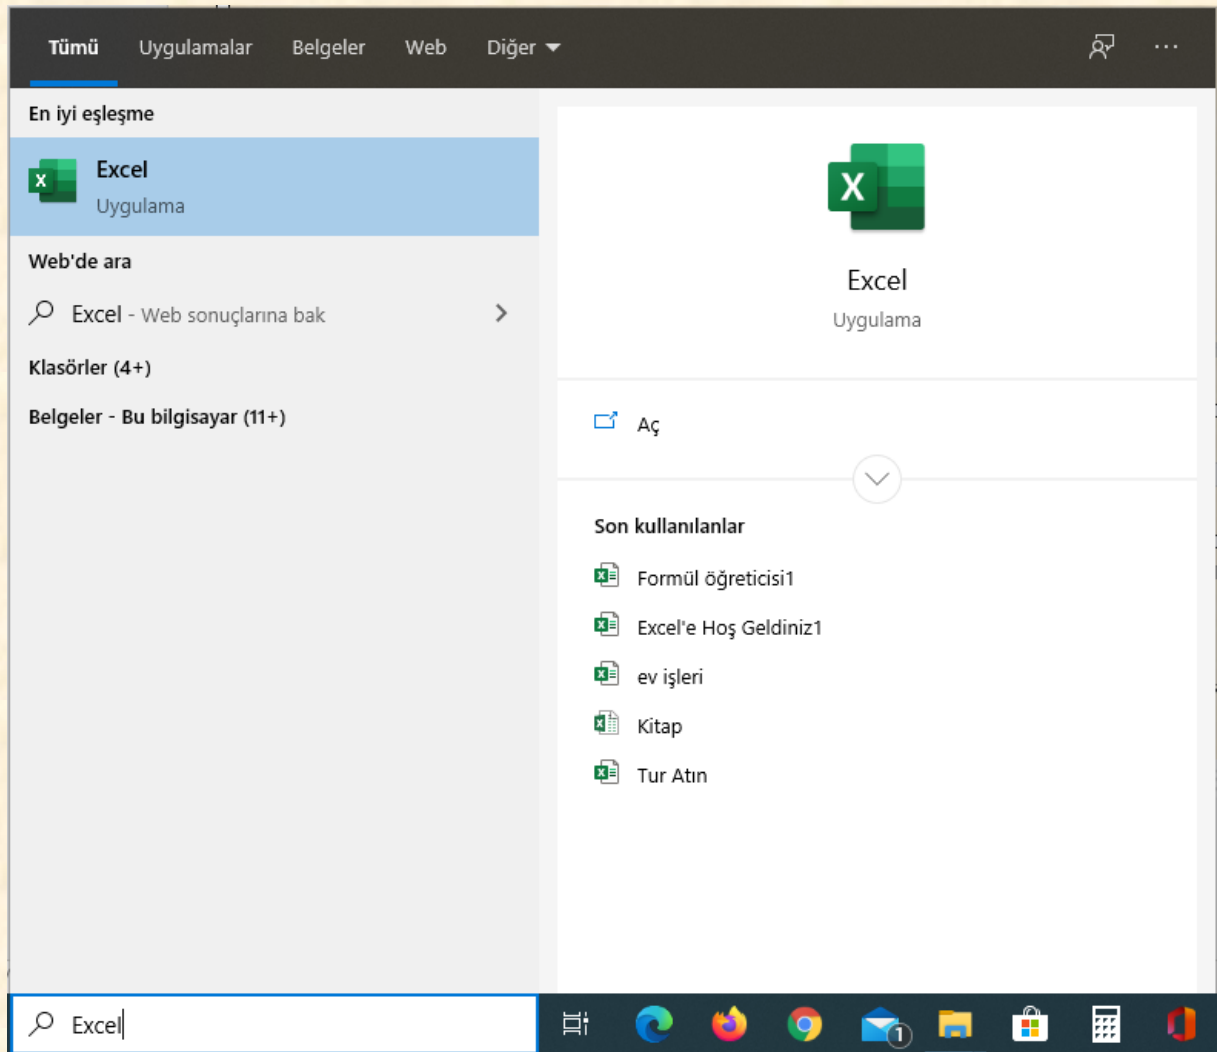 Tümü Uygulamalar Belgeler Web Diğer
En iyi eşleşme
Excel
Uygulama
Web'de ara
Excel - Web sonuçlarına bak
Klasörler (4+)
Belgeler - Bu bilgisayar (11+)
Excel
Uygulama
Aç
Son kullanılanlar
Formül öğreticisi1
Excel'e Hoş Geldiniz1
ev işleri
Kitap
Tur Atın
Excel
1